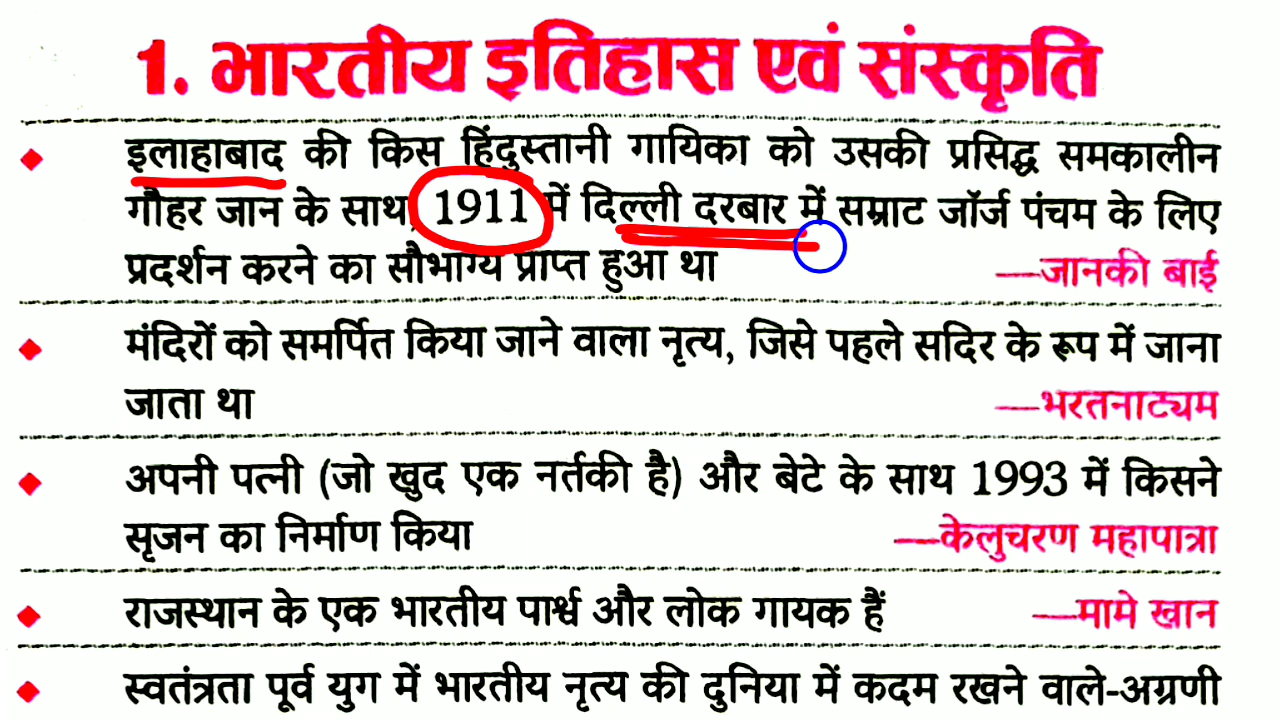 1. भारतीय इतिहास एवं संस्कृति
इलाहाबाद की किस हिंदुस्तानी गायिका को उसकी प्रसिद्ध समकालीन
गौहर जान के साथ, 1911 में दिल्ली दरबार में सम्राट जॉर्ज पंचम के लिए
प्रदर्शन करने का सौभाग्य प्राप्त हुआ था —जानकी बाई
मंदिरों को समर्पित किया जाने वाला नृत्य, जिसे पहले सदिर के रूप में जाना
जाता था —भरतनाट्यम
अपनी पत्नी (जो खुद एक नर्तकी है) और बेटे के साथ 1993 में किसने
सृजन का निर्माण किया —केलुचरण महापात्रा
राजस्थान के एक भारतीय पार्श्व और लोक गायक हैं —मामे खान
स्वतंत्रता पूर्व युग में भारतीय नृत्य की दुनिया में कदम रखने वाले-अग्रणी